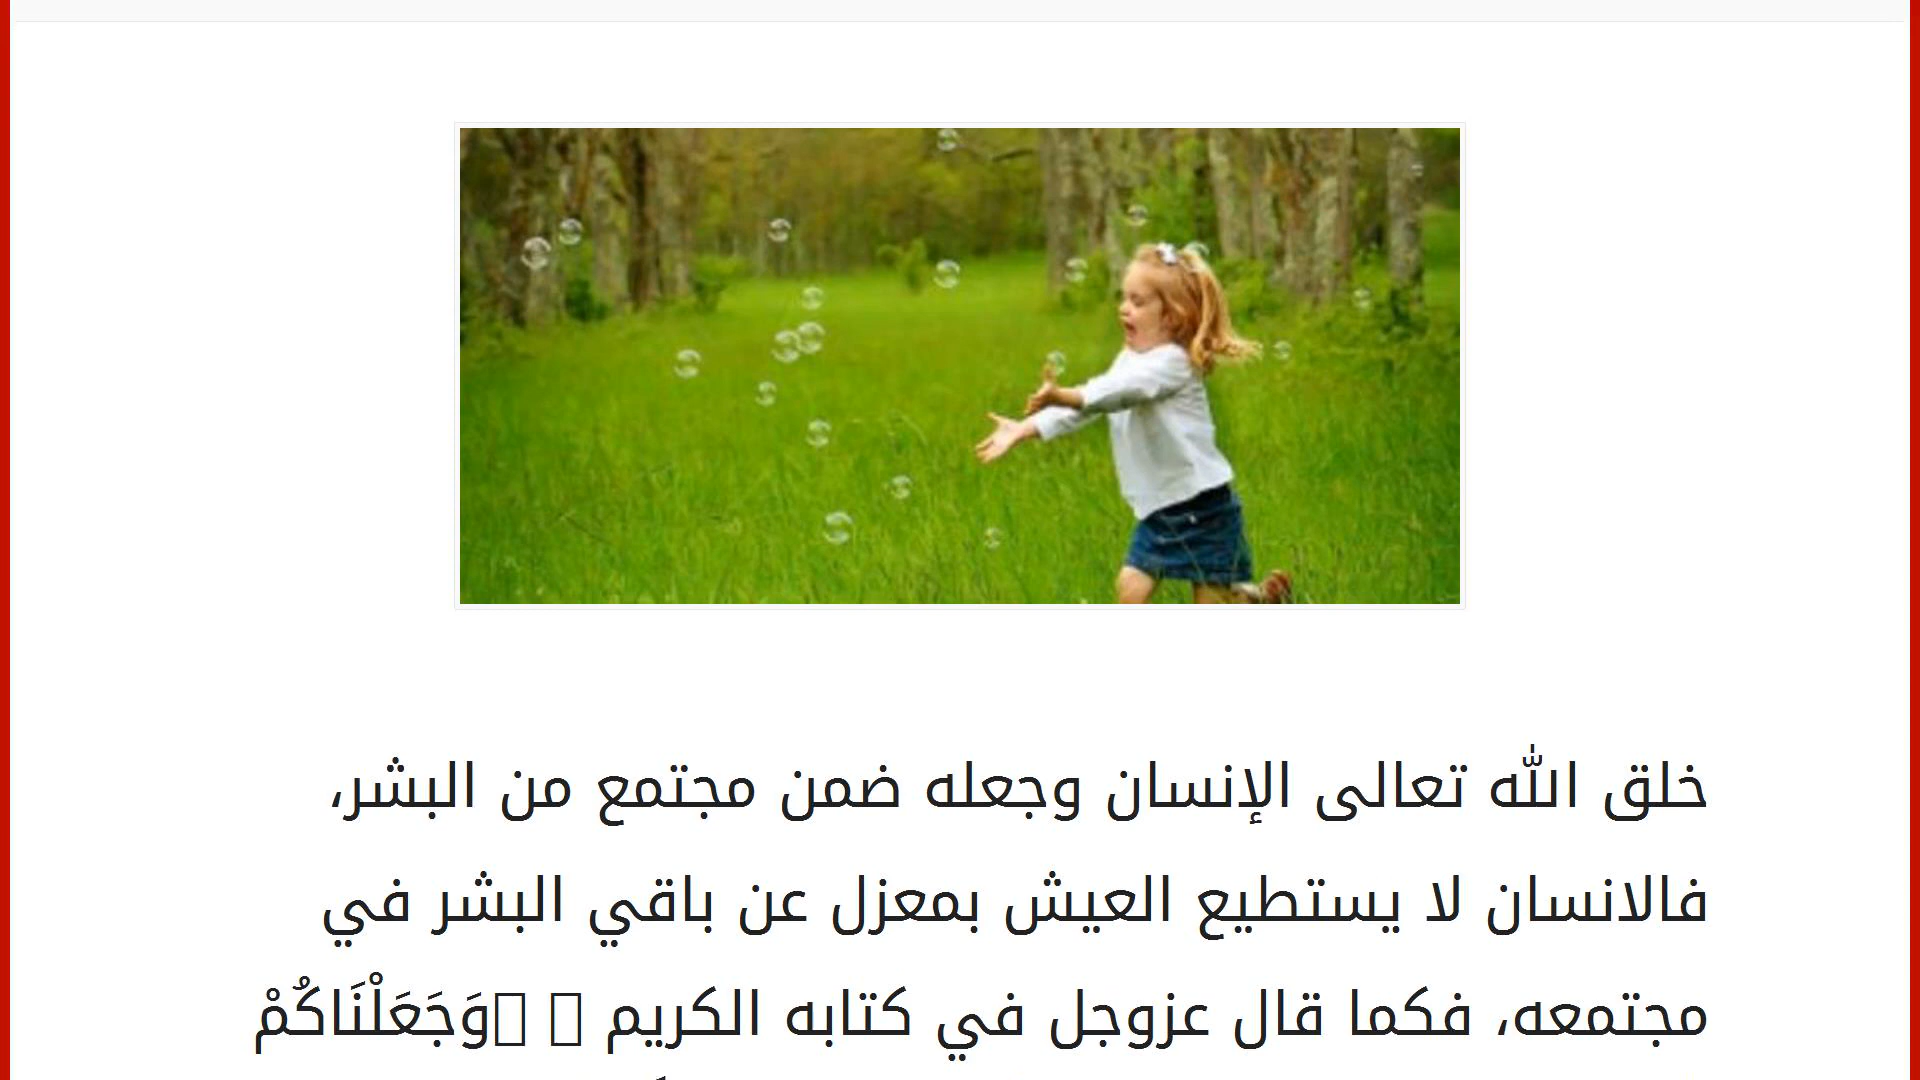 خلق الله تعالى الإنسان وجعله ضمن مجتمع من البشر،
فالانسان لا يستطيع العيش بمعزل عن باقي البشر في
مجتمعه، فكما قال عزوجل في كتابه الكريم ▯ ▯وَجَعَلْنَاكُمْ